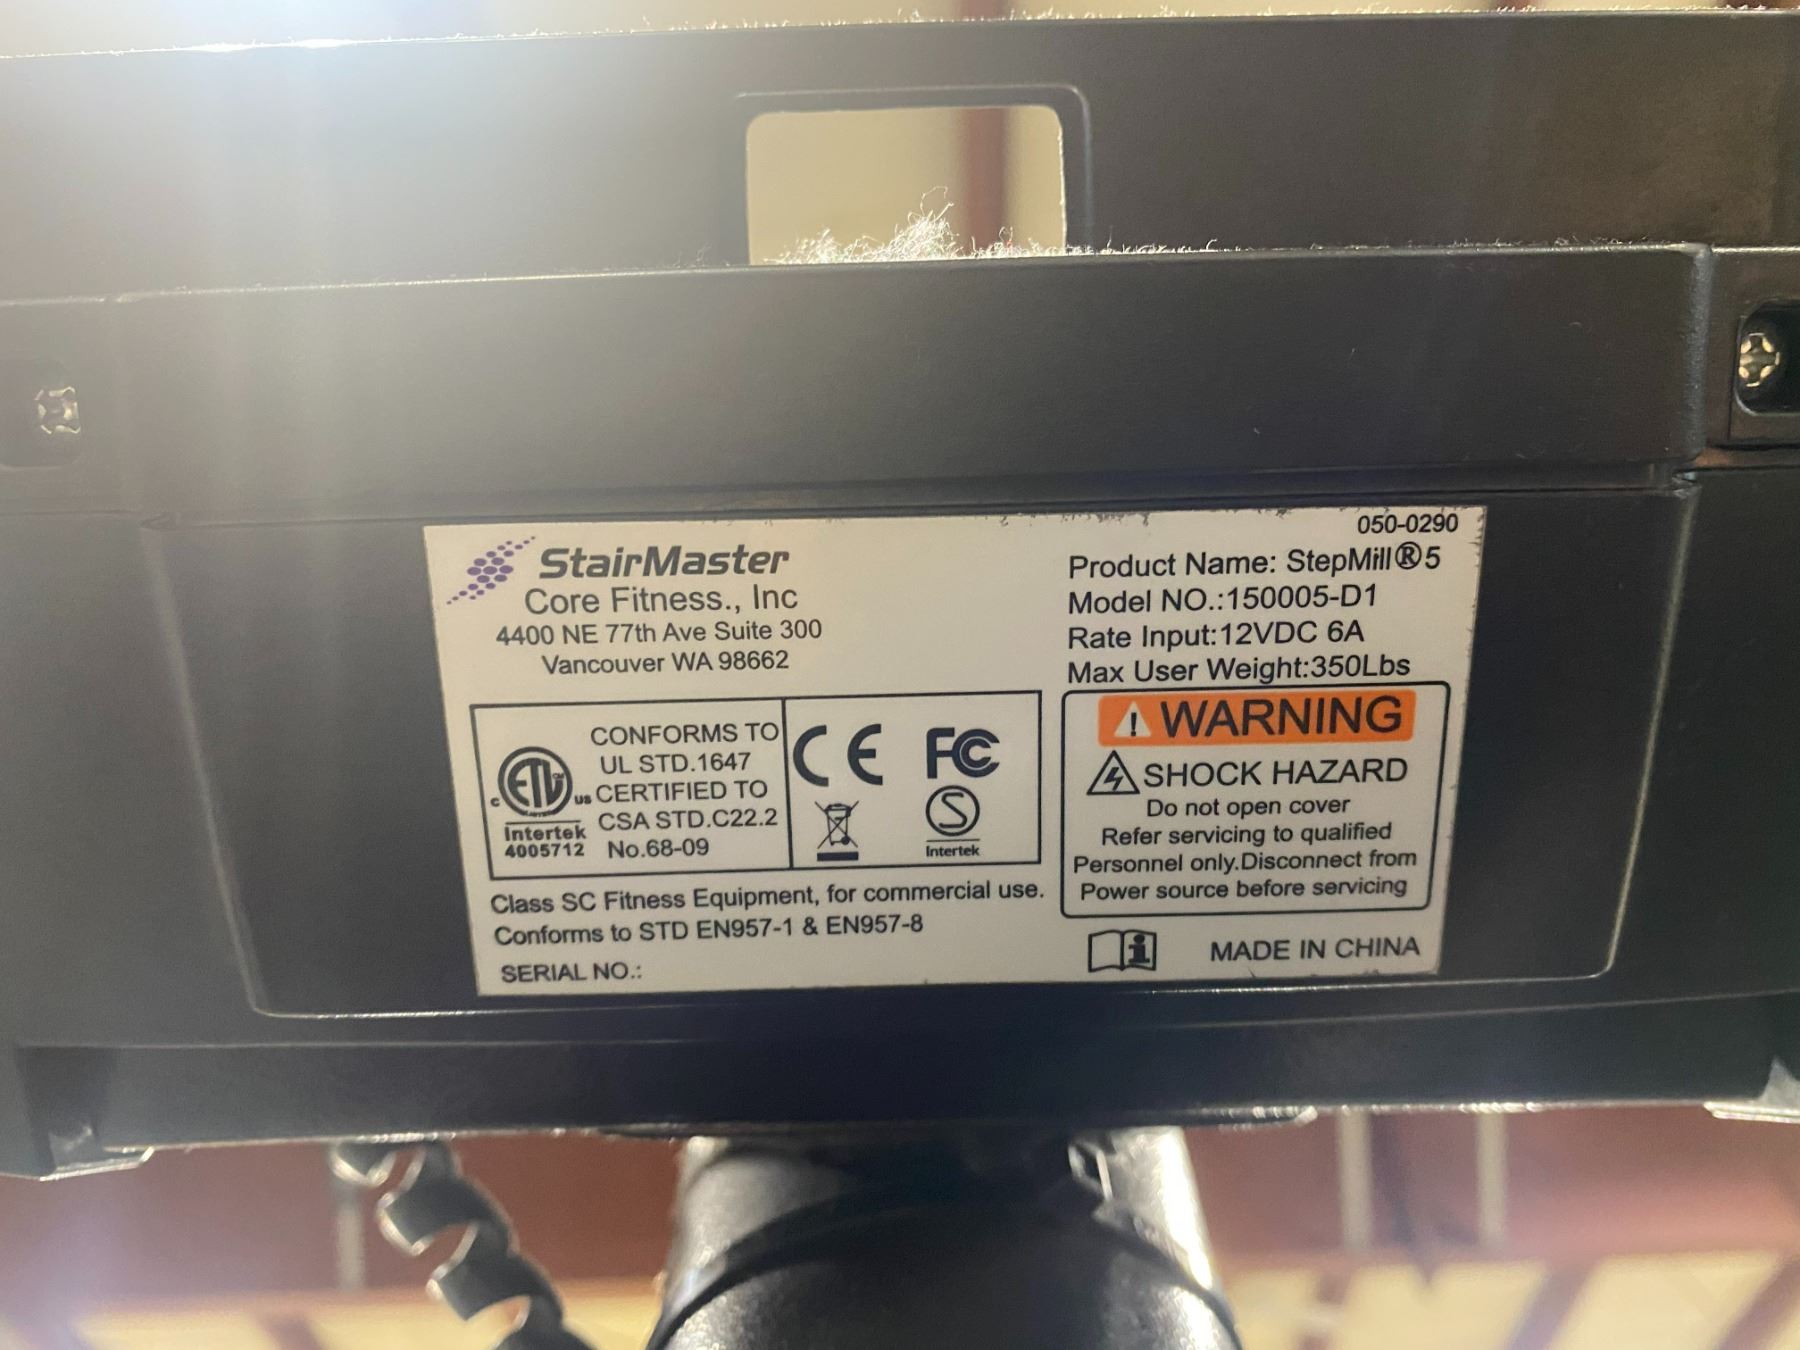 050-0290
StairMaster
Core Fitness., Inc
4400 NE 77th Ave Suite 300
Vancouver WA 98662
Product Name: StepMill®5
Model NO.:150005-D1
Rate Input:12VDC 6A
Max User Weight:350Lbs
ETL CM
C US
Intertek
4005712
CONFORMS TO
UL STD.1647
CERTIFIED TO
CSA STD.C22.2
No.68-09
CE FC
S
Intertek
WARNING
SHOCK HAZARD
Do not open cover
Refer servicing to qualified
Personnel only.Disconnect from
Power source before servicing
Class SC Fitness Equipment, for commercial use.
Conforms to STD EN957-1 & EN957-8
SERIAL NO.:
MADE IN CHINA